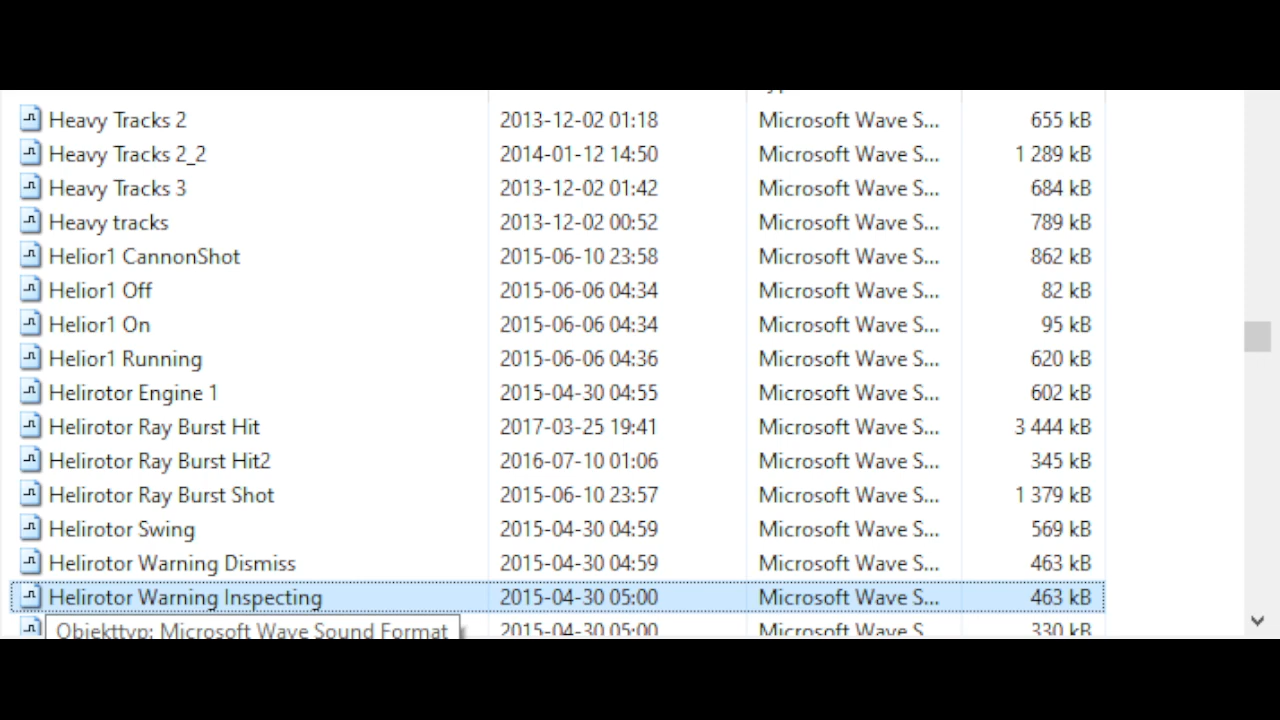 Heavy Tracks 2 2013-12-02 01:18 Microsoft Wave S... 655 kB
Heavy Tracks 2_2 2014-01-12 14:50 Microsoft Wave S... 1 289 kB
Heavy Tracks 3 2013-12-02 01:42 Microsoft Wave S... 684 kB
Heavy tracks 2013-12-02 00:52 Microsoft Wave S... 789 kB
Helior1 CannonShot 2015-06-10 23:58 Microsoft Wave S... 862 kB
Helior1 Off 2015-06-06 04:34 Microsoft Wave S... 82 kB
Helior1 On 2015-06-06 04:34 Microsoft Wave S... 95 kB
Helior1 Running 2015-06-06 04:36 Microsoft Wave S... 620 kB
Helirotor Engine 1 2015-04-30 04:55 Microsoft Wave S... 602 kB
Helirotor Ray Burst Hit 2017-03-25 19:41 Microsoft Wave S... 3 444 kB
Helirotor Ray Burst Hit2 2016-07-10 01:06 Microsoft Wave S... 345 kB
Helirotor Ray Burst Shot 2015-06-10 23:57 Microsoft Wave S... 1 379 kB
Helirotor Swing 2015-04-30 04:59 Microsoft Wave S... 569 kB
Helirotor Warning Dismiss 2015-04-30 04:59 Microsoft Wave S... 463 kB
Helirotor Warning Inspecting 2015-04-30 05:00 Microsoft Wave S... 463 kB
Objekttyp: Microsoft Wave Sound Format 2015-04-30 05:00 Microsoft Wave S... 330 kB